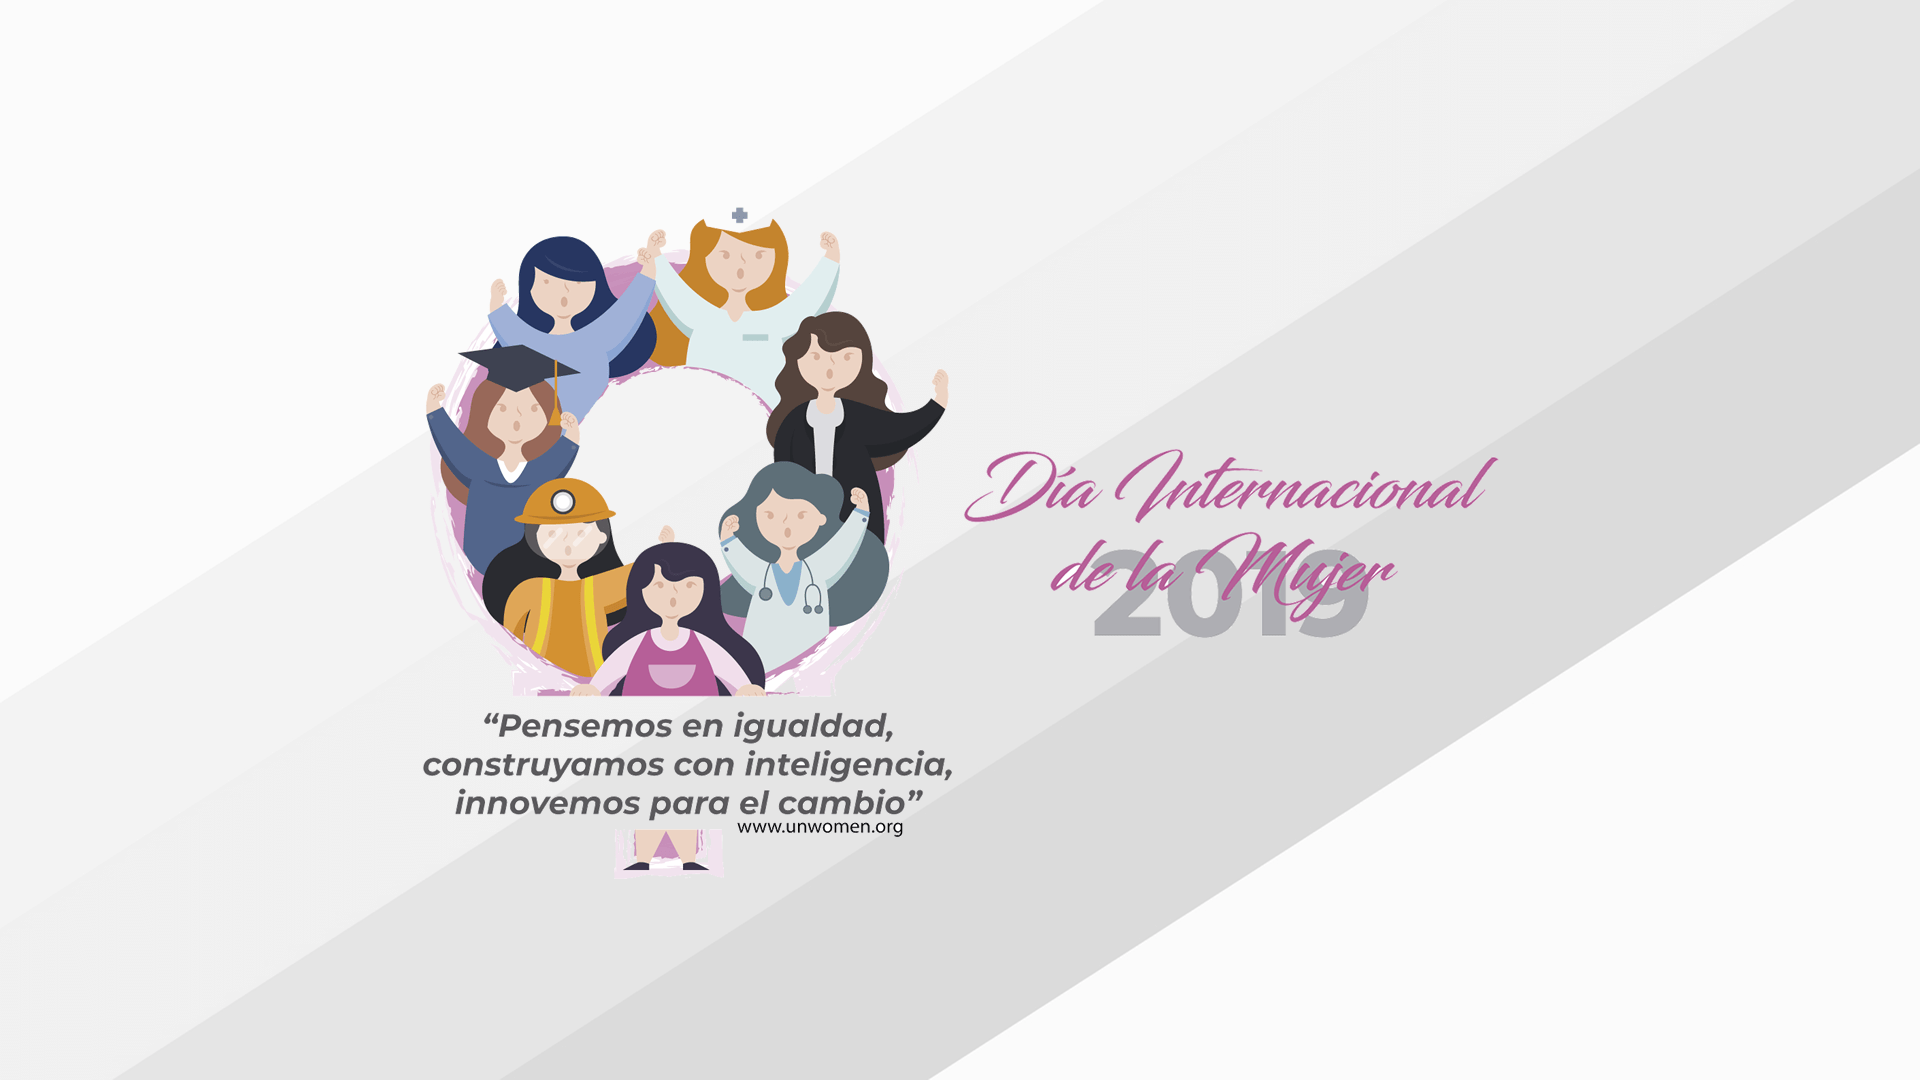 Día Internacional
de la Mujer
2019
“Pensemos en igualdad,
construyamos con inteligencia,
innovemos para el cambio”
www.unwomen.org